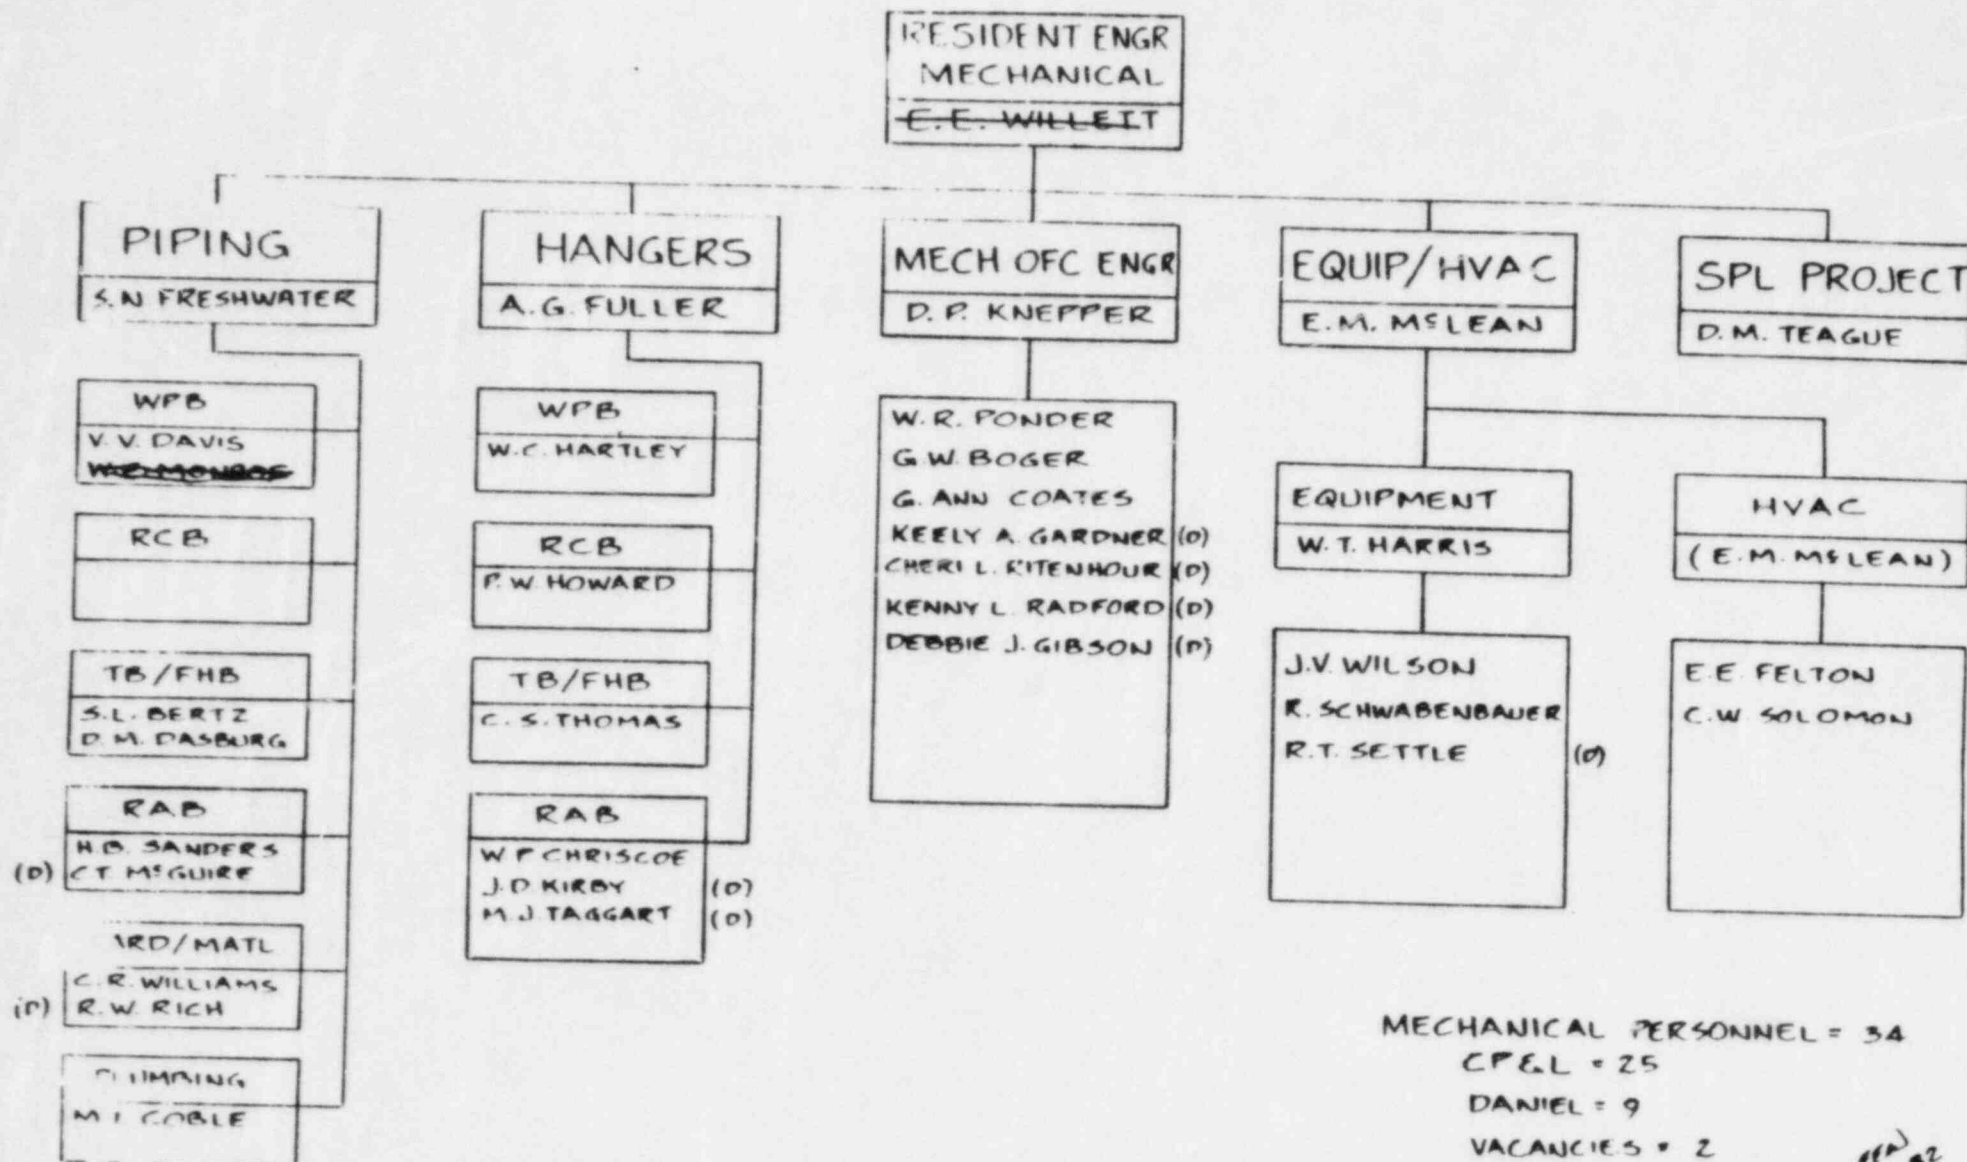 RESIDENT ENGR
MECHANICAL
E.E. WILLETT
PIPING
S.N FRESHWATER
WPB
V. V. DAVIS
W.E. MONROE
RCB
TB/FHB
S.L. BERTZ
D. M. DASBURG
RAB
H.B. SANDERS
(D) C T. McGUIRE
IRD/MATL
C. R. WILLIAMS
R. W. RICH
M COBLE
HANGERS
A.G. FULLER
WPB
W.C. HARTLEY
RCB
P. W. HOWARD
TB/FHB
C. S. THOMAS
RAB
W P CHRISCOE
J. D KIRBY (D)
M. J TAGGART (D)
MECH OFC ENGR
D. P. KNEPPER
W. R. PONDER
G. W. BOGER
G. ANN COATES
KEELY A. GARDNER (D)
CHERI L. RITENHOUR (D)
KENNY L. RADFORD (D)
DEBBIE J. GIBSON (D)
EQUIP/HVAC
E.M. McLEAN
EQUIPMENT
W. T. HARRIS
J.V. WILSON
R. SCHWABENBAUER
R.T. SETTLE (D)
HVAC
(E.M. McLEAN)
E.E. FELTON
C. W. SOLOMON
SPL PROJECT
D. M. TEAGUE
MECHANICAL PERSONNEL = 34
CP&L = 25
DANIEL = 9
VACANCIES = 2